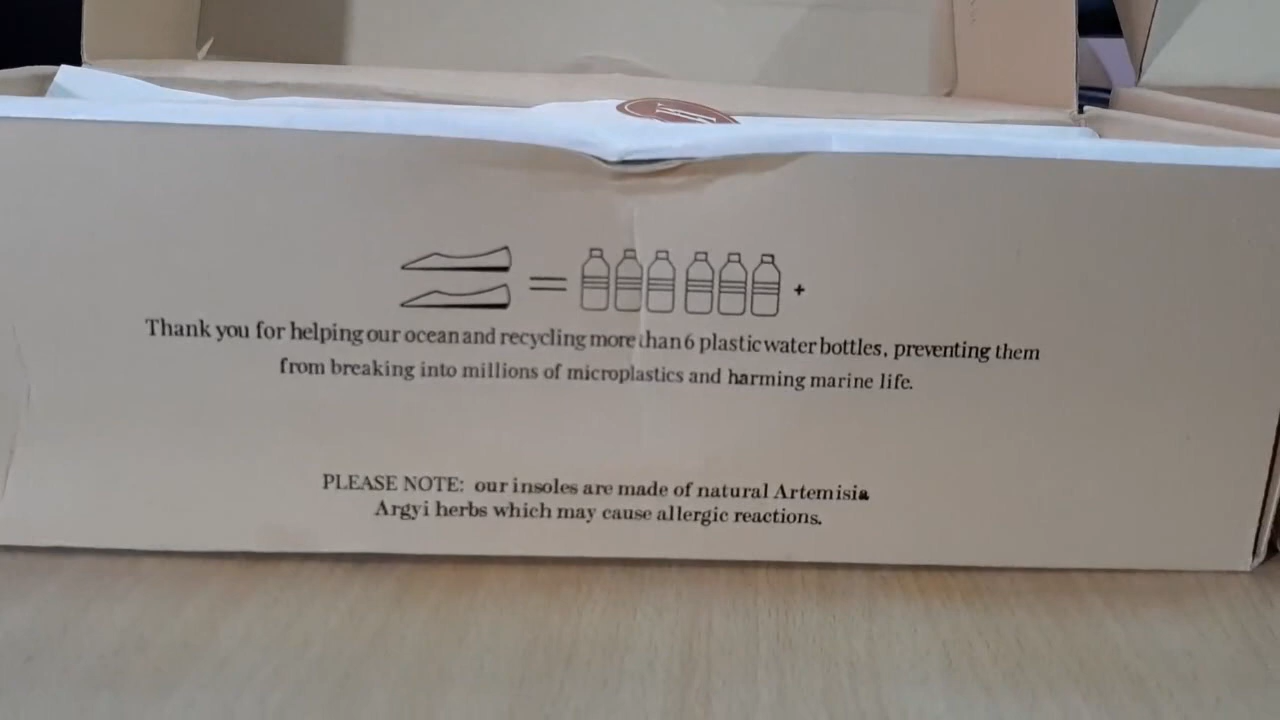 Thank you for helping our ocean and recycling more than 6 plastic water bottles, preventing them
from breaking into millions of microplastics and harming marine life.
PLEASE NOTE: our insoles are made of natural Artemisia
Argyi herbs which may cause allergic reactions.